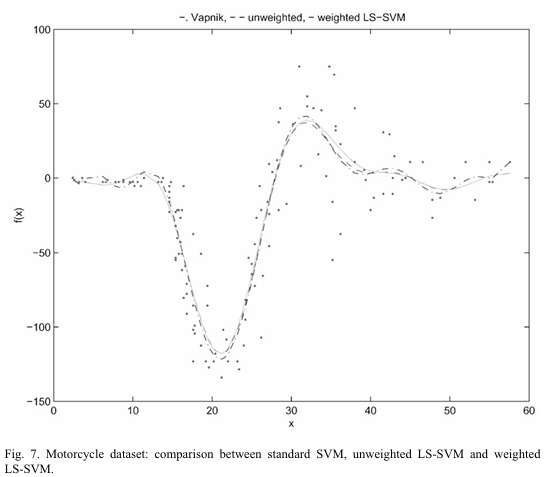 −. Vapnik, − − unweighted, − weighted LS−SVM
100
50
0
−50
−100
−150
f(x)
0 10 20 30 40 50 60
x
Fig. 7. Motorcycle dataset: comparison between standard SVM, unweighted LS-SVM and weighted
LS-SVM.